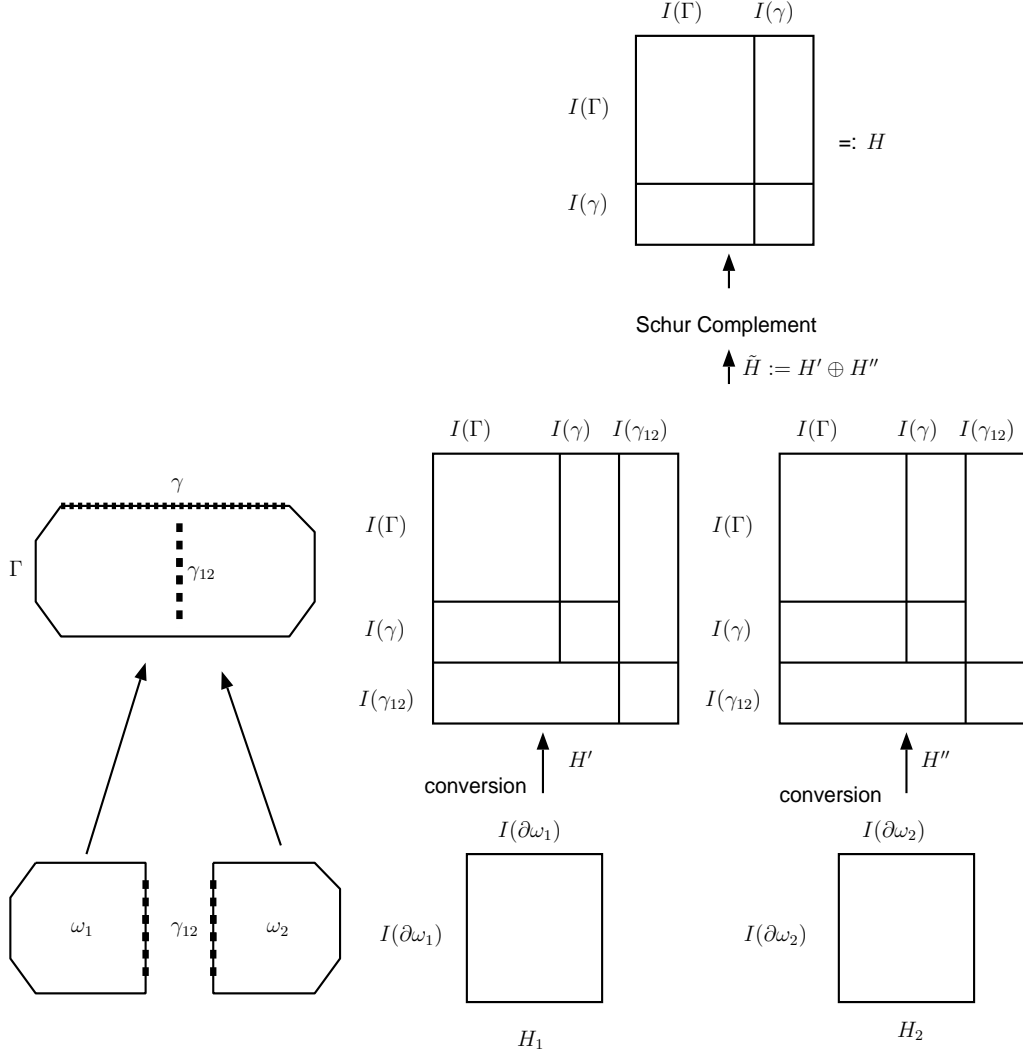 I(Γ) I(γ)
I(Γ)
=: H
I(γ)
Schur Complement
H̃ := H′ ⊕ H″
I(Γ) I(γ) I(γ₁₂) I(Γ) I(γ) I(γ₁₂)
γ
I(Γ) I(Γ)
Γ γ₁₂
I(γ) I(γ)
I(γ₁₂) I(γ₁₂)
H′ H″
conversion conversion
I(∂ω₁) I(∂ω₂)
ω₁ γ₁₂ ω₂ I(∂ω₁) I(∂ω₂)
H₁ H₂